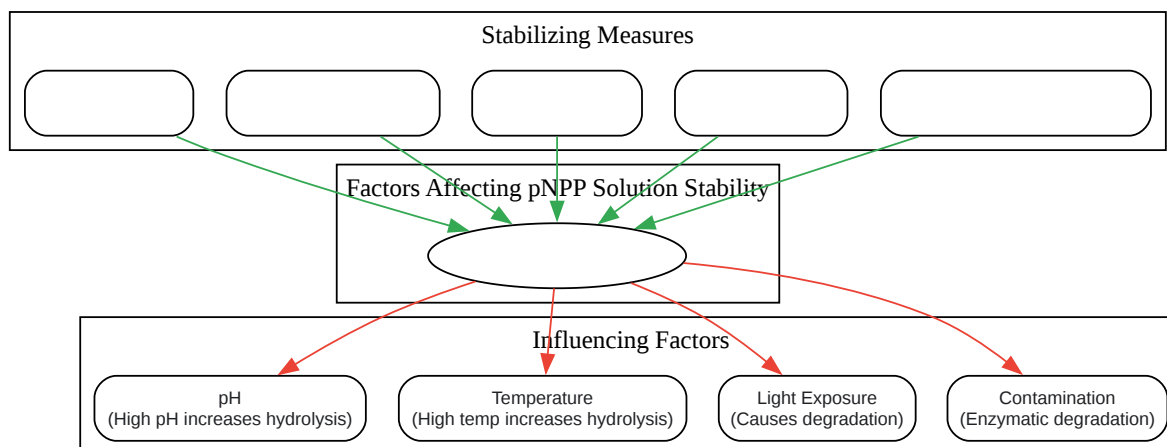 Stabilizing Measures
Factors Affecting pNPP Solution Stability
Influencing Factors
pH
(High pH increases hydrolysis)
Temperature
(High temp increases hydrolysis)
Light Exposure
(Causes degradation)
Contamination
(Enzymatic degradation)